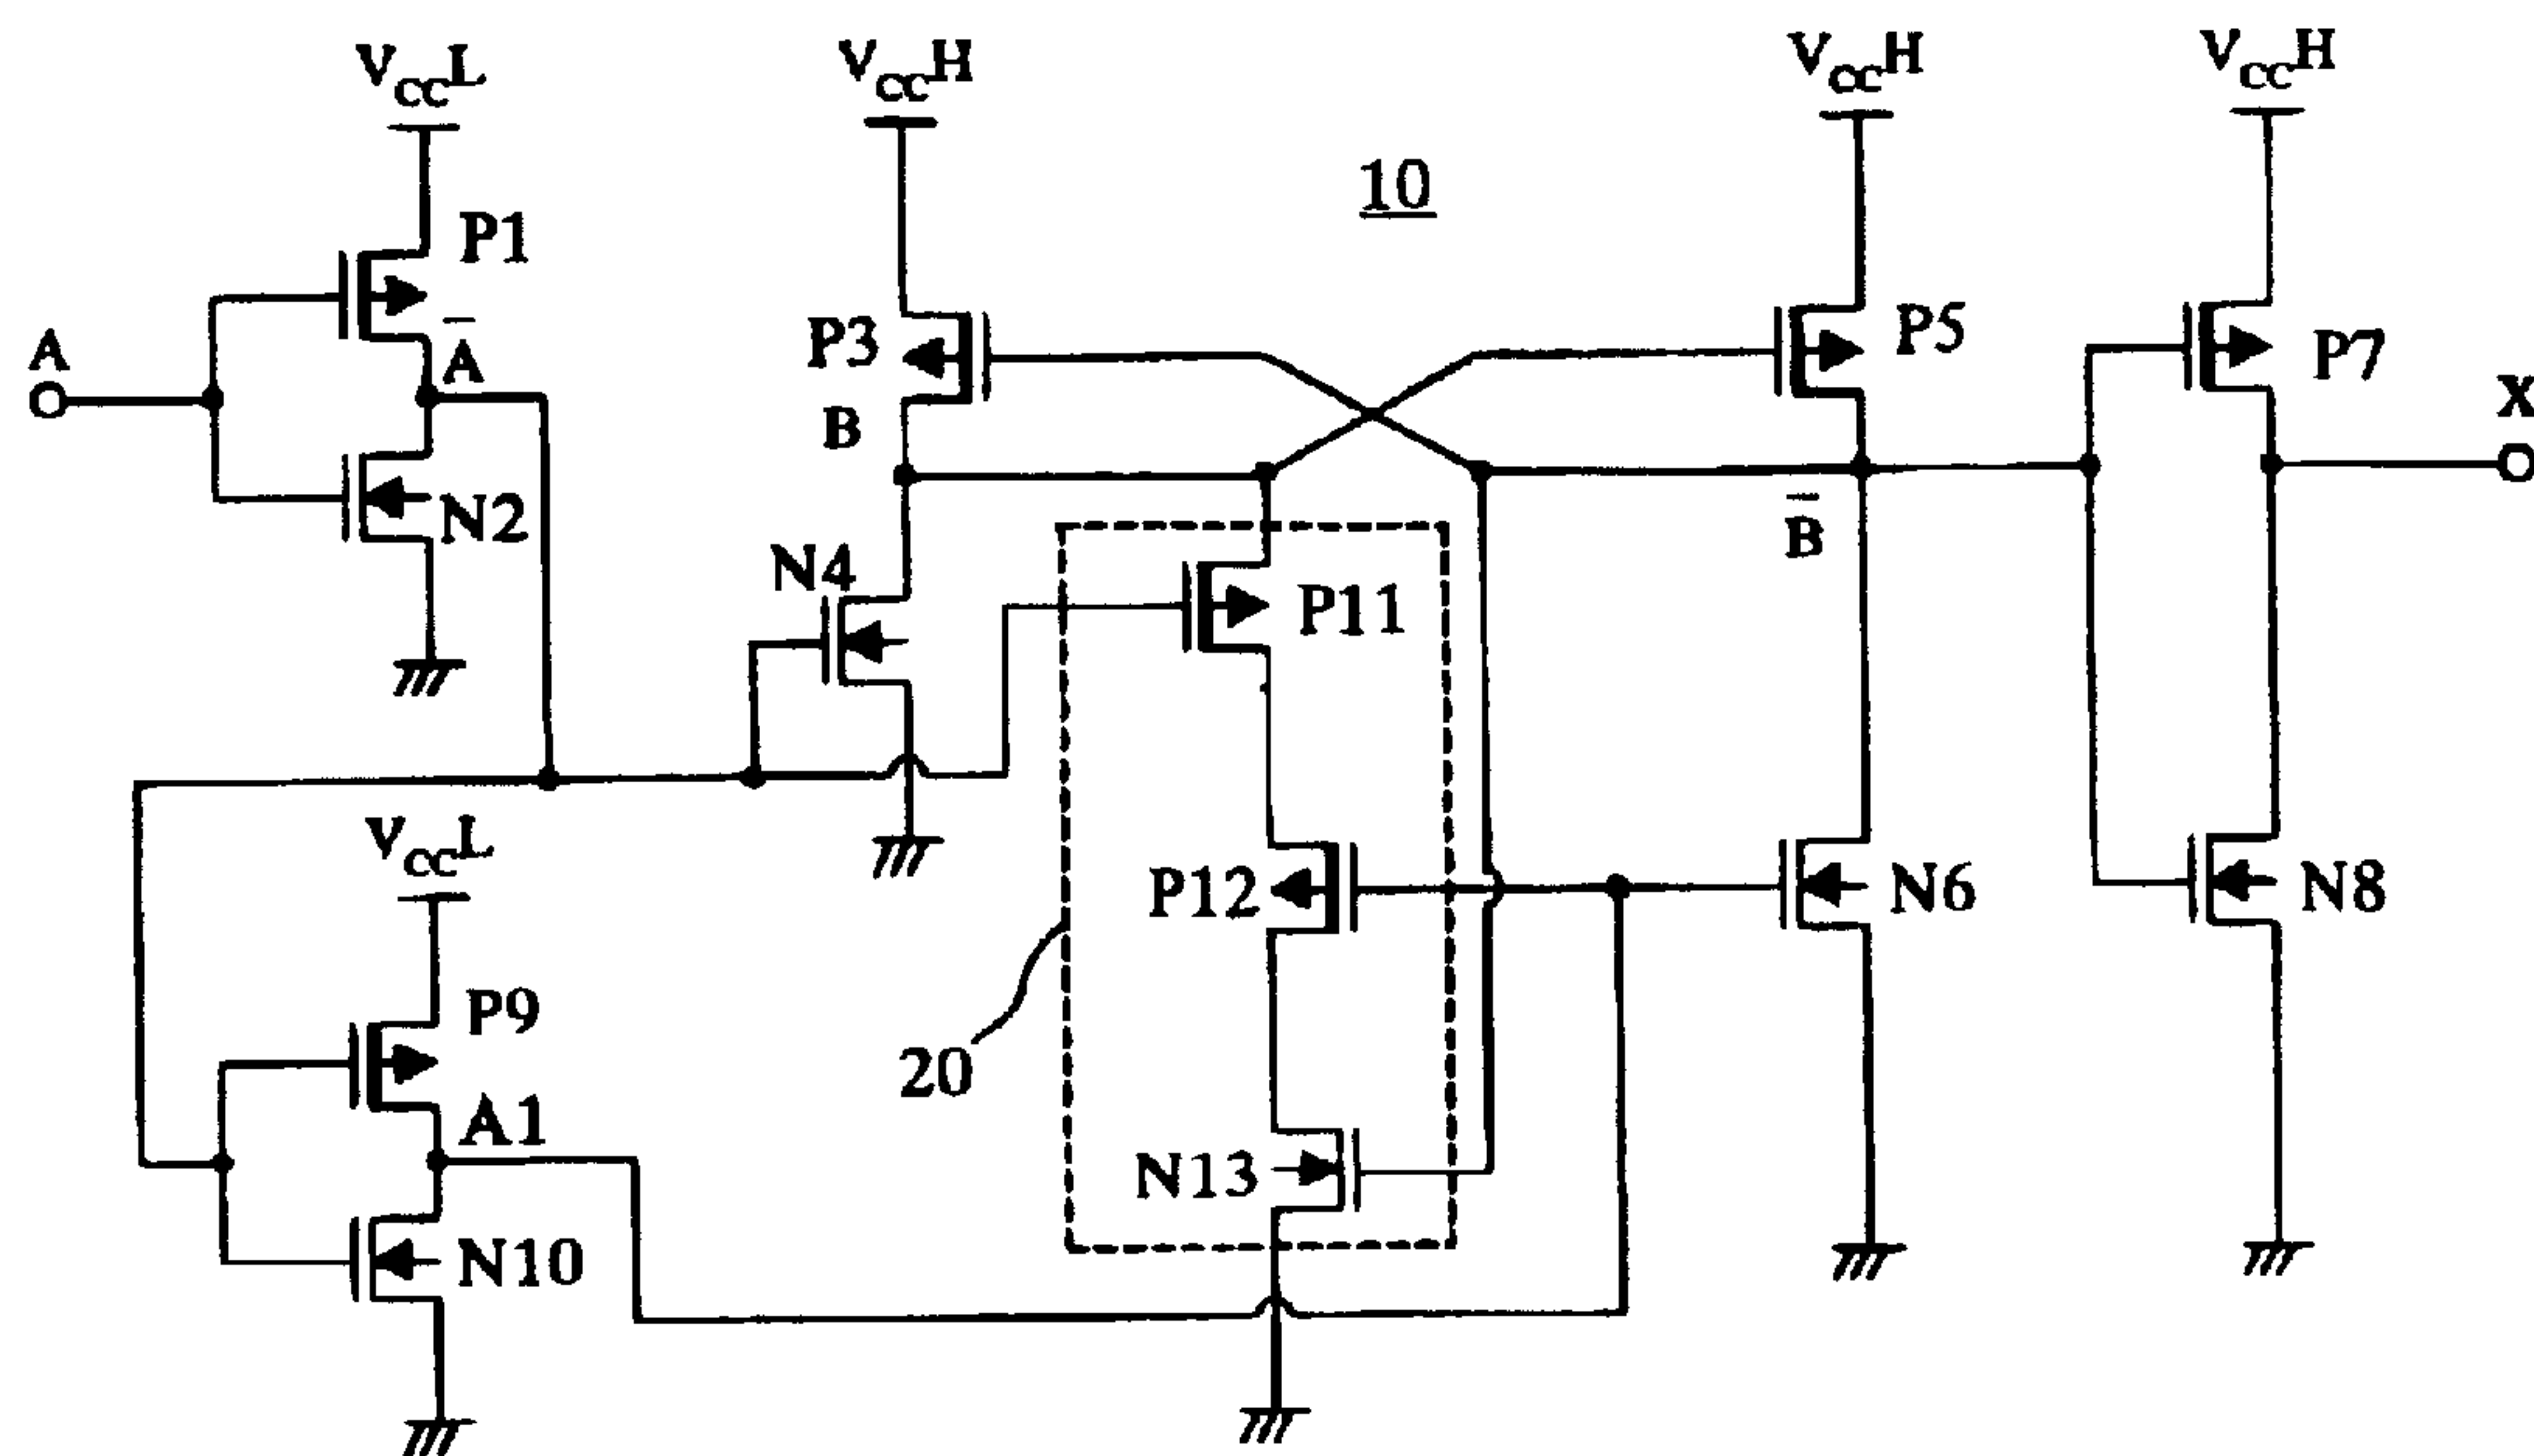 VCCL
VCCH
VCCH
VCCH
10
P1
A
Ā
N2
P3
B
P5
P7
X
B̄
N4
P11
P12
N6
N8
VCCL
P9
A1
N10
20
N13